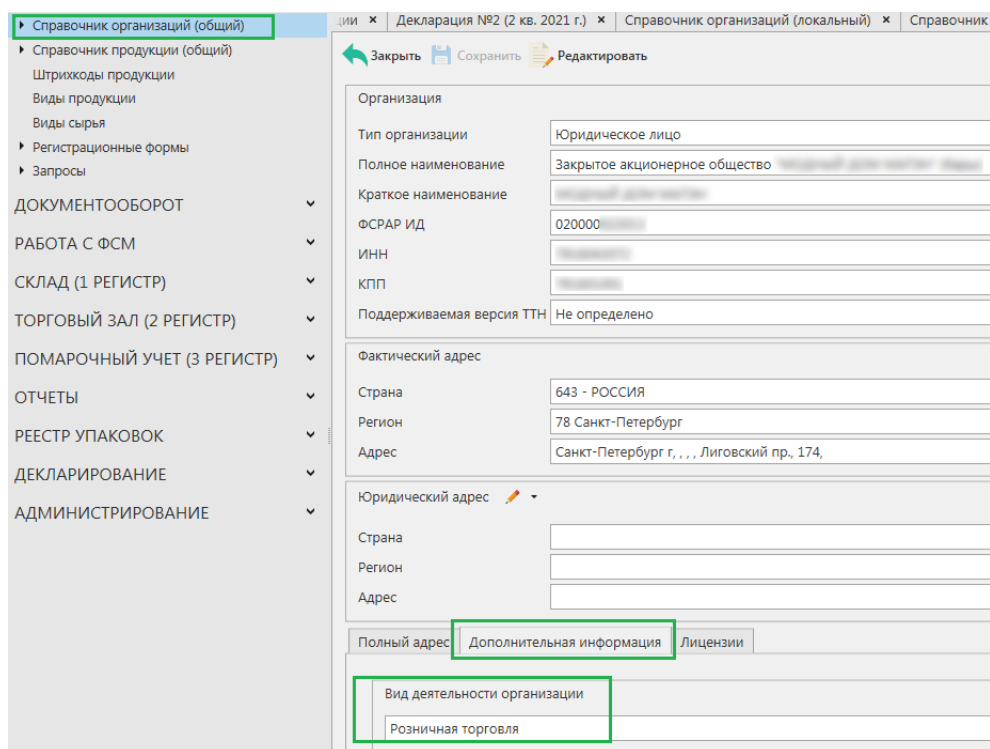 Справочник организаций (общий)
Справочник продукции (общий)
Штрихкоды продукции
Виды продукции
Виды сырья
Регистрационные формы
Запросы
ДОКУМЕНТООБОРОТ
РАБОТА С ФСМ
СКЛАД (1 РЕГИСТР)
ТОРГОВЫЙ ЗАЛ (2 РЕГИСТР)
ПОМАРОЧНЫЙ УЧЕТ (3 РЕГИСТР)
ОТЧЕТЫ
РЕЕСТР УПАКОВОК
ДЕКЛАРИРОВАНИЕ
АДМИНИСТРИРОВАНИЕ
ции × Декларация №2 (2 кв. 2021 г.) × Справочник организаций (локальный) × Справочник
Закрыть Сохранить Редактировать
Организация
Тип организации Юридическое лицо
Полное наименование Закрытое акционерное общество
Краткое наименование
ФСРАР ИД 020000
ИНН
КПП
Поддерживаемая версия ТТН Не определено
Фактический адрес
Страна 643 - РОССИЯ
Регион 78 Санкт-Петербург
Адрес Санкт-Петербург г, , , , Лиговский пр., 174,
Юридический адрес
Страна
Регион
Адрес
Полный адрес Дополнительная информация Лицензии
Вид деятельности организации
Розничная торговля